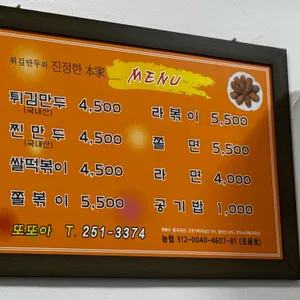 튀김만두의 진정한 本家
MENU
튀김만두 4,500
(국내산)
찐만두 4,500
(국내산)
쌀떡볶이 4,500
쫄볶이 5,500
라볶이 5,500
쫄면 5,500
라면 4,000
공기밥 1,000
또또아 T. 251-3374
농협 312-0040-4607-81 (조용호)